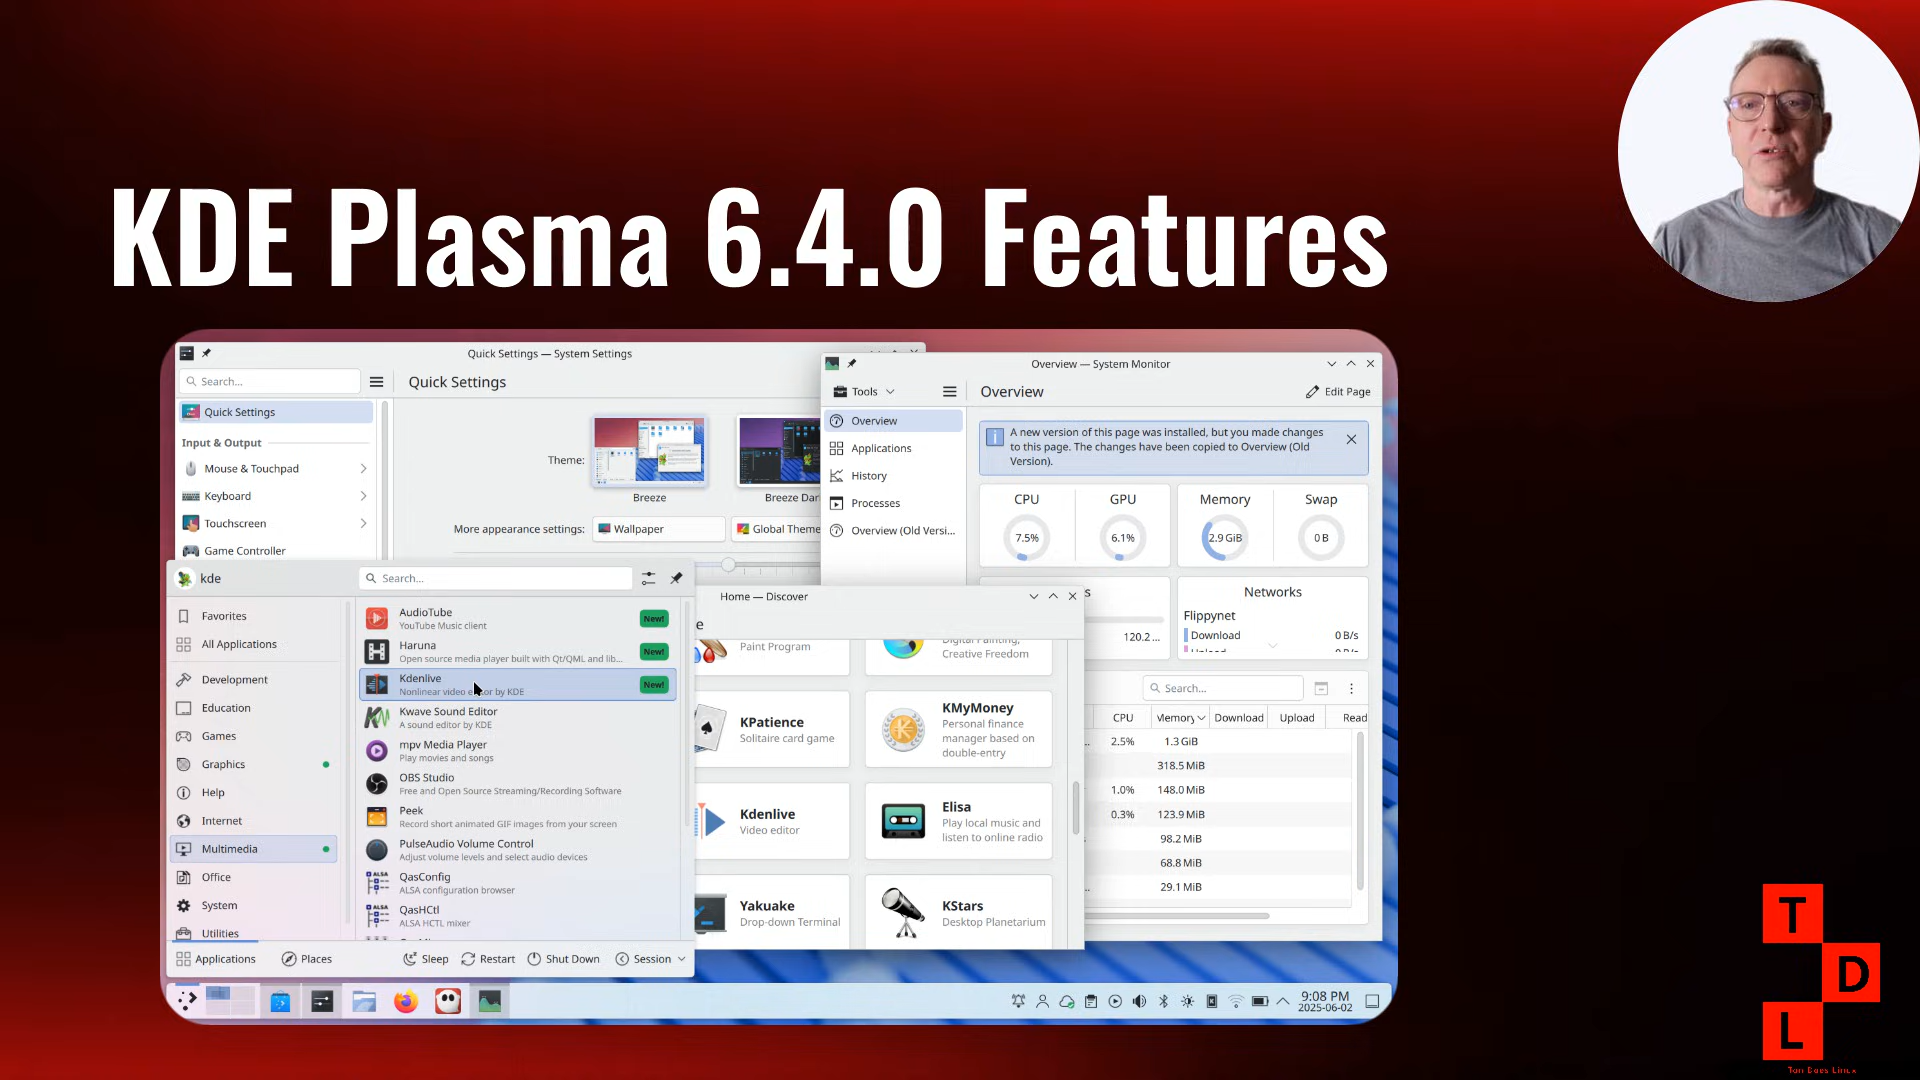 KDE Plasma 6.4.0 Features
Quick Settings — System Settings
Search...
Quick Settings
Quick Settings
Input & Output
Mouse & Touchpad
Keyboard
Touchscreen
Game Controller
Theme:
Breeze
Breeze Dar
More appearance settings:
Wallpaper
Global Theme
Overview — System Monitor
Tools
Overview
Edit Page
Overview
Applications
History
Processes
Overview (Old Versi...
A new version of this page was installed, but you made changes
to this page. The changes have been copied to Overview (Old
Version).
CPU
GPU
Memory
Swap
7.5%
6.1%
2.9 GiB
0 B
Networks
Flippynet
Download
0 B/s
120.2...
Search...
CPU
Memory
Download
Upload
Read
2.5%
1.3 GiB
318.5 MiB
1.0%
148.0 MiB
0.3%
123.9 MiB
98.2 MiB
68.8 MiB
29.1 MiB
kde
Search...
Favorites
All Applications
Development
Education
Games
Graphics
Help
Internet
Multimedia
Office
System
Utilities
AudioTube
YouTube Music client
New!
Haruna
Open source media player built with Qt/QML and lib...
New!
Kdenlive
Nonlinear video editor by KDE
New!
Kwave Sound Editor
A sound editor by KDE
mpv Media Player
Play movies and songs
OBS Studio
Free and Open Source Streaming/Recording Software
Peek
Record short animated GIF images from your screen
PulseAudio Volume Control
Adjust volume levels and select audio devices
QasConfig
ALSA configuration browser
QasHCtl
ALSA HCTL mixer
Applications
Places
Sleep
Restart
Shut Down
Session
Home — Discover
Paint Program
Digital Painting,
Creative Freedom
KPatience
Solitaire card game
KMyMoney
Personal finance
manager based on
double-entry
Kdenlive
Video editor
Elisa
Play local music and
listen to online radio
Yakuake
Drop-down Terminal
KStars
Desktop Planetarium
9:08 PM
2025-06-02
T
D
L